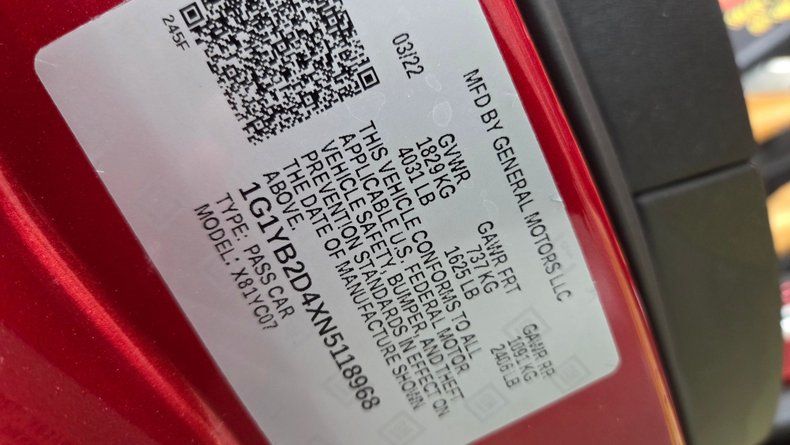 MFD BY GENERAL MOTORS LLC
03/22
GVWR
1829 KG
4031 LB
GAWR FRT
737 KG
1625 LB
GAWR RR
1091 KG
2406 LB
THIS VEHICLE CONFORMS TO ALL
APPLICABLE U.S. FEDERAL MOTOR
VEHICLE SAFETY, BUMPER, AND THEFT
PREVENTION STANDARDS IN EFFECT ON
THE DATE OF MANUFACTURE SHOWN
ABOVE.
1G1YB2D4XN5118968
TYPE: PASS CAR
MODEL: X81YC07
245F